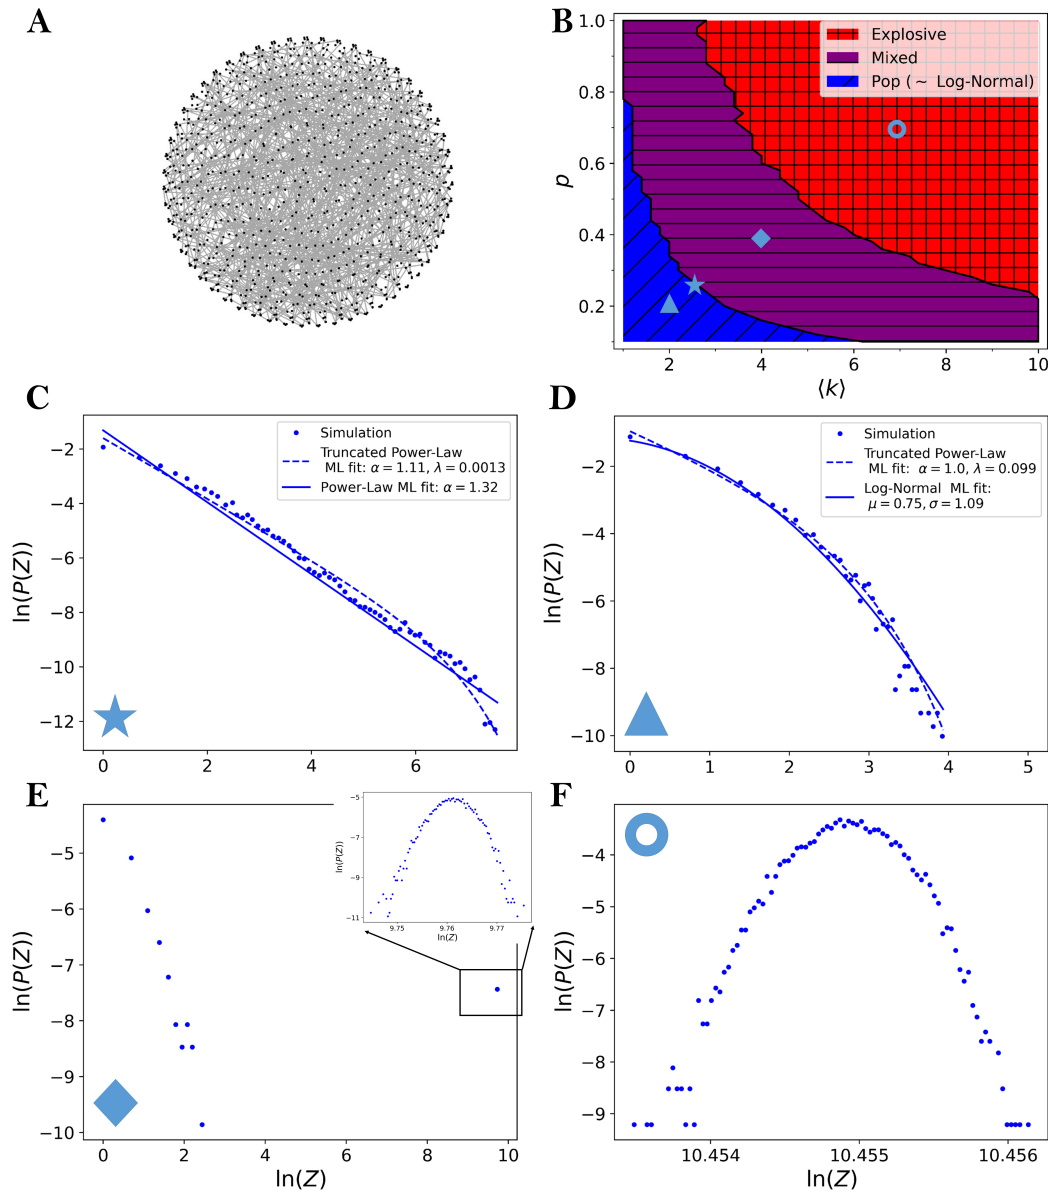 A
B
1.0
0.8
0.6
0.4
0.2
p
2
4
6
8
10
⟨k⟩
Explosive
Mixed
Pop ( ~ Log-Normal)
C
−2
−4
−6
−8
−10
−12
ln(P(Z))
0
2
4
6
Simulation
Truncated Power-Law
ML fit: α = 1.11, λ = 0.0013
Power-Law ML fit: α = 1.32
D
−2
−4
−6
−8
−10
ln(P(Z))
0
1
2
3
4
5
Simulation
Truncated Power-Law
ML fit: α = 1.0, λ = 0.099
Log-Normal ML fit:
μ = 0.75, σ = 1.09
E
−5
−6
−7
−8
−9
−10
ln(P(Z))
0
2
4
6
8
10
ln(Z)
−5
−7
−9
−11
ln(P(Z))
9.75
9.76
9.77
ln(Z)
F
−4
−5
−6
−7
−8
−9
ln(P(Z))
10.454
10.455
10.456
ln(Z)